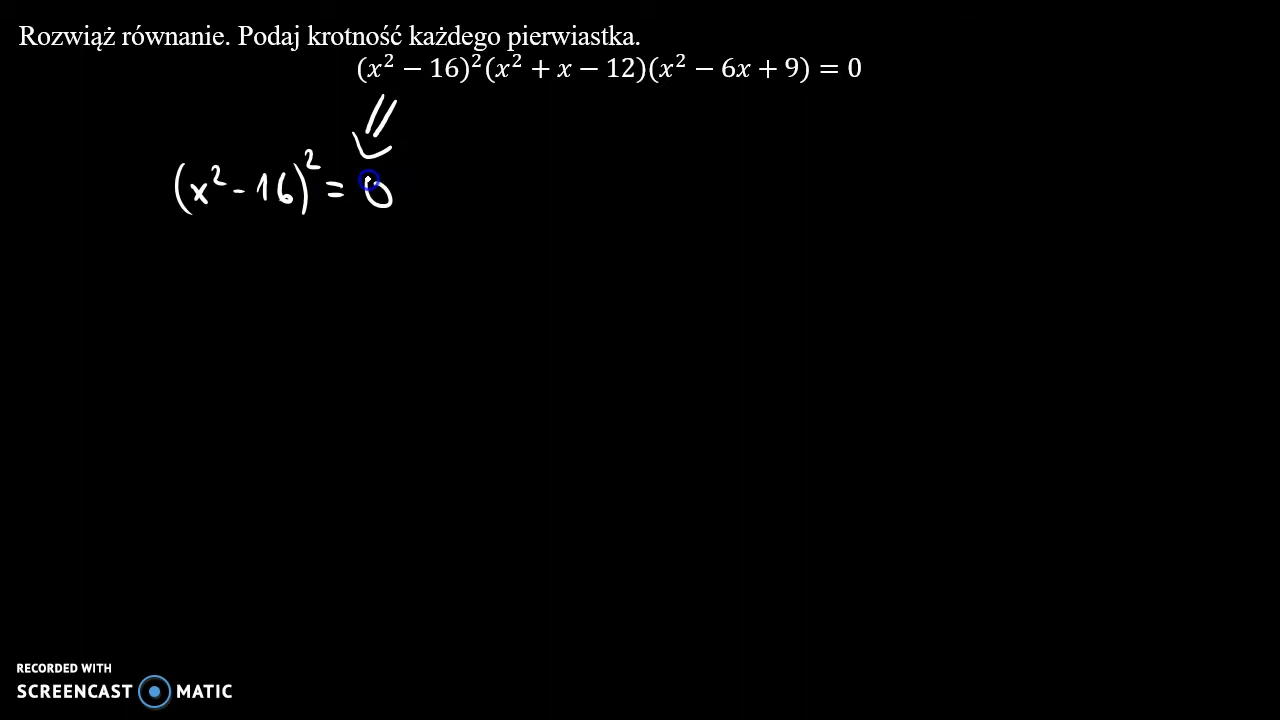 Rozwiąż równanie. Podaj krotność każdego pierwiastka.
(x² − 16)²(x² + x − 12)(x² − 6x + 9) = 0
(x² - 16)² = 0
RECORDED WITH
SCREENCAST MATIC